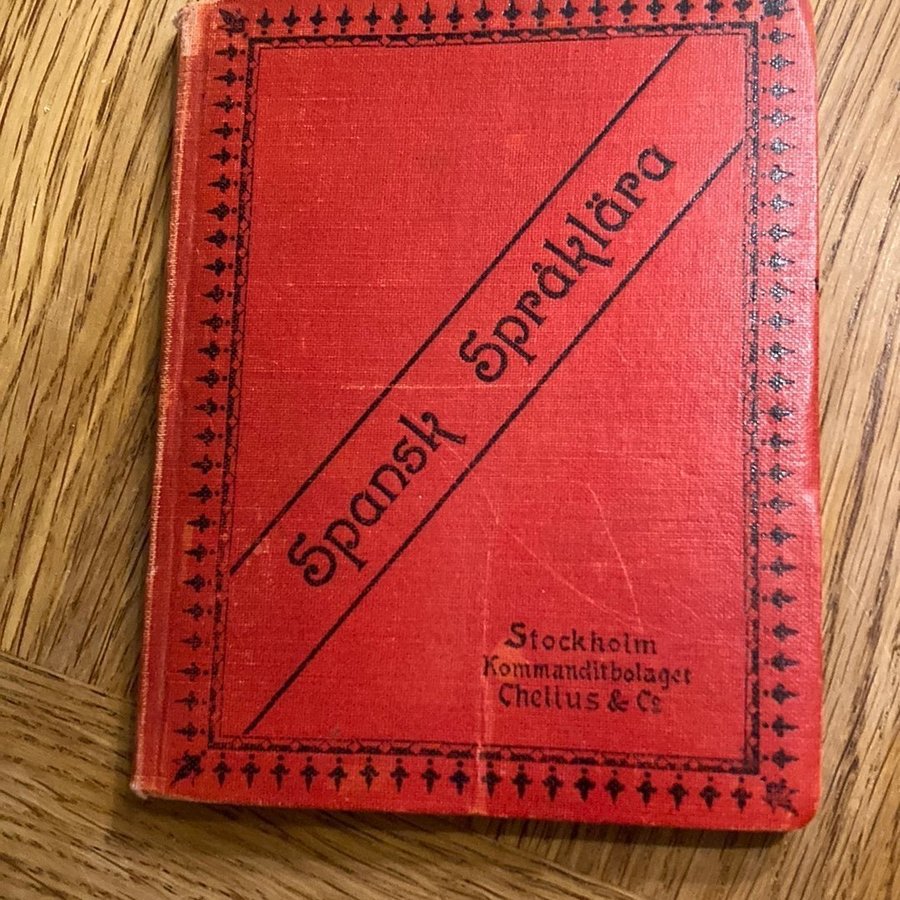 Spansk Språklära
Stockholm
Kommanditbolaget
Chelius & Co